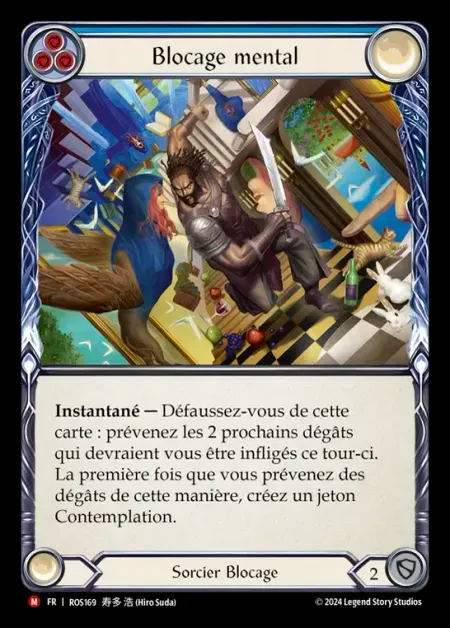 Blocage mental
Instantané — Défaussez-vous de cette
carte : prévenez les 2 prochains dégâts
qui devraient vous être infligés ce tour-ci.
La première fois que vous prévenez des
dégâts de cette manière, créez un jeton
Contemplation.
Sorcier Blocage
2
M FR | ROS169 寿多 浩 (Hiro Suda)
© 2024 Legend Story Studios